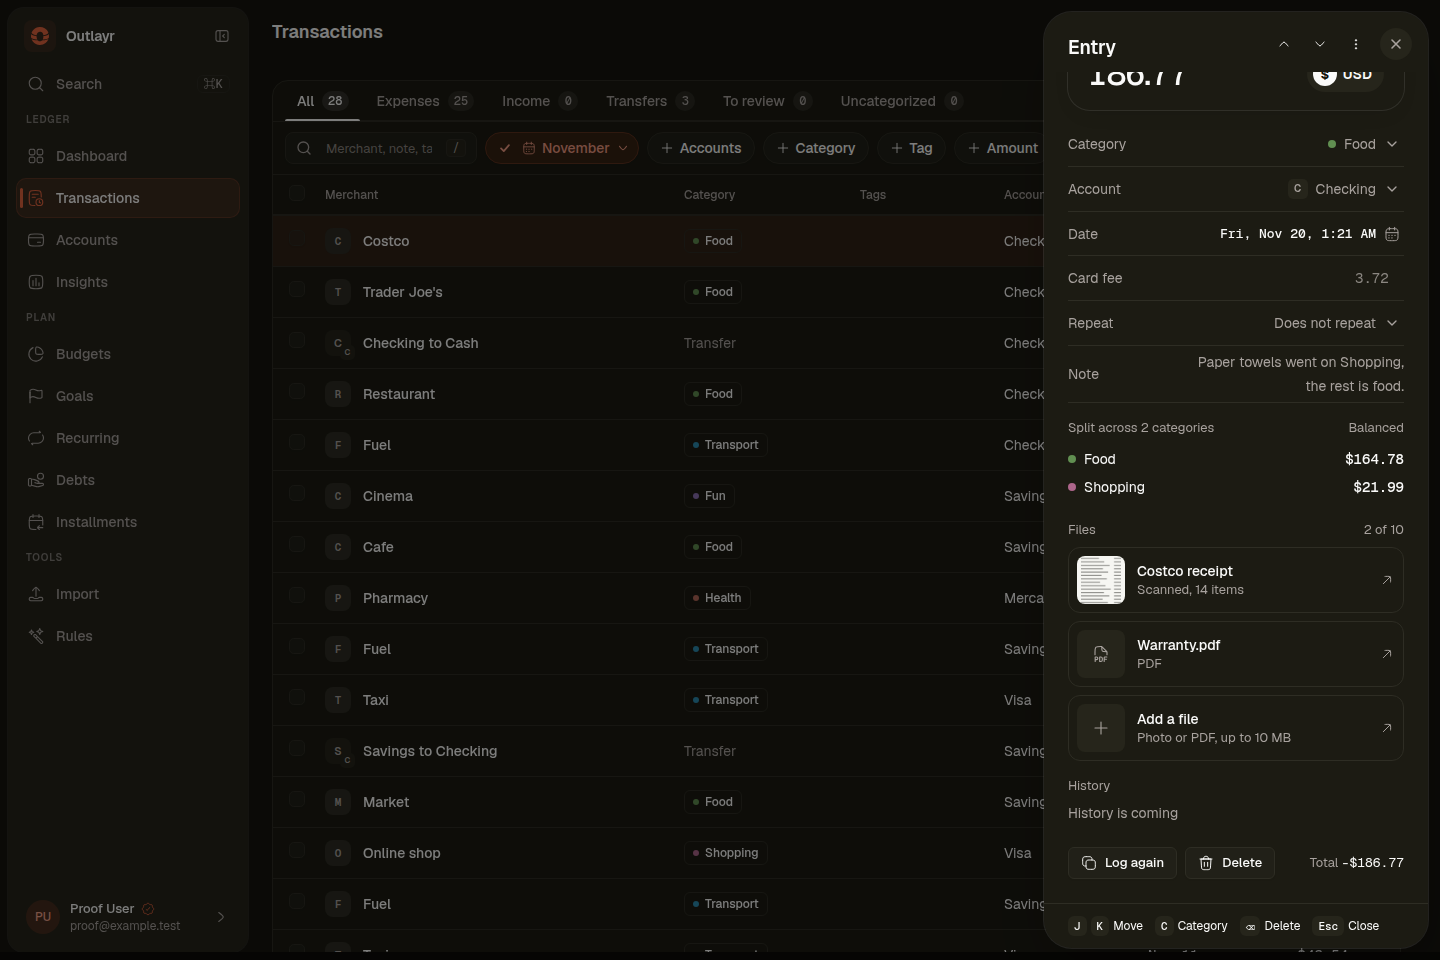 Outlayr
Search ⌘K
LEDGER
Dashboard
Transactions
Accounts
Insights
PLAN
Budgets
Goals
Recurring
Debts
Installments
TOOLS
Import
Rules
PU
Proof User
proof@example.test
Transactions
All 28 Expenses 25 Income 0 Transfers 3 To review 0 Uncategorized 0
Merchant, note, ta / November Accounts Category Tag Amount
Merchant Category Tags Accoun
C Costco Food Check
T Trader Joe's Food Check
C C Checking to Cash Transfer Check
R Restaurant Food Check
F Fuel Transport Check
C Cinema Fun Saving
C Cafe Food Saving
P Pharmacy Health Merca
F Fuel Transport Saving
T Taxi Transport Visa
S C Savings to Checking Transfer Saving
M Market Food Saving
O Online shop Shopping Visa
F Fuel Transport Saving
Entry
186.77 $ USD
Category Food
Account C Checking
Date Fri, Nov 20, 1:21 AM
Card fee 3.72
Repeat Does not repeat
Note Paper towels went on Shopping,
the rest is food.
Split across 2 categories Balanced
Food $164.78
Shopping $21.99
Files 2 of 10
Costco receipt
Scanned, 14 items
PDF
Warranty.pdf
PDF
Add a file
Photo or PDF, up to 10 MB
History
History is coming
Log again Delete Total -$186.77
J K Move C Category ⌫ Delete Esc Close